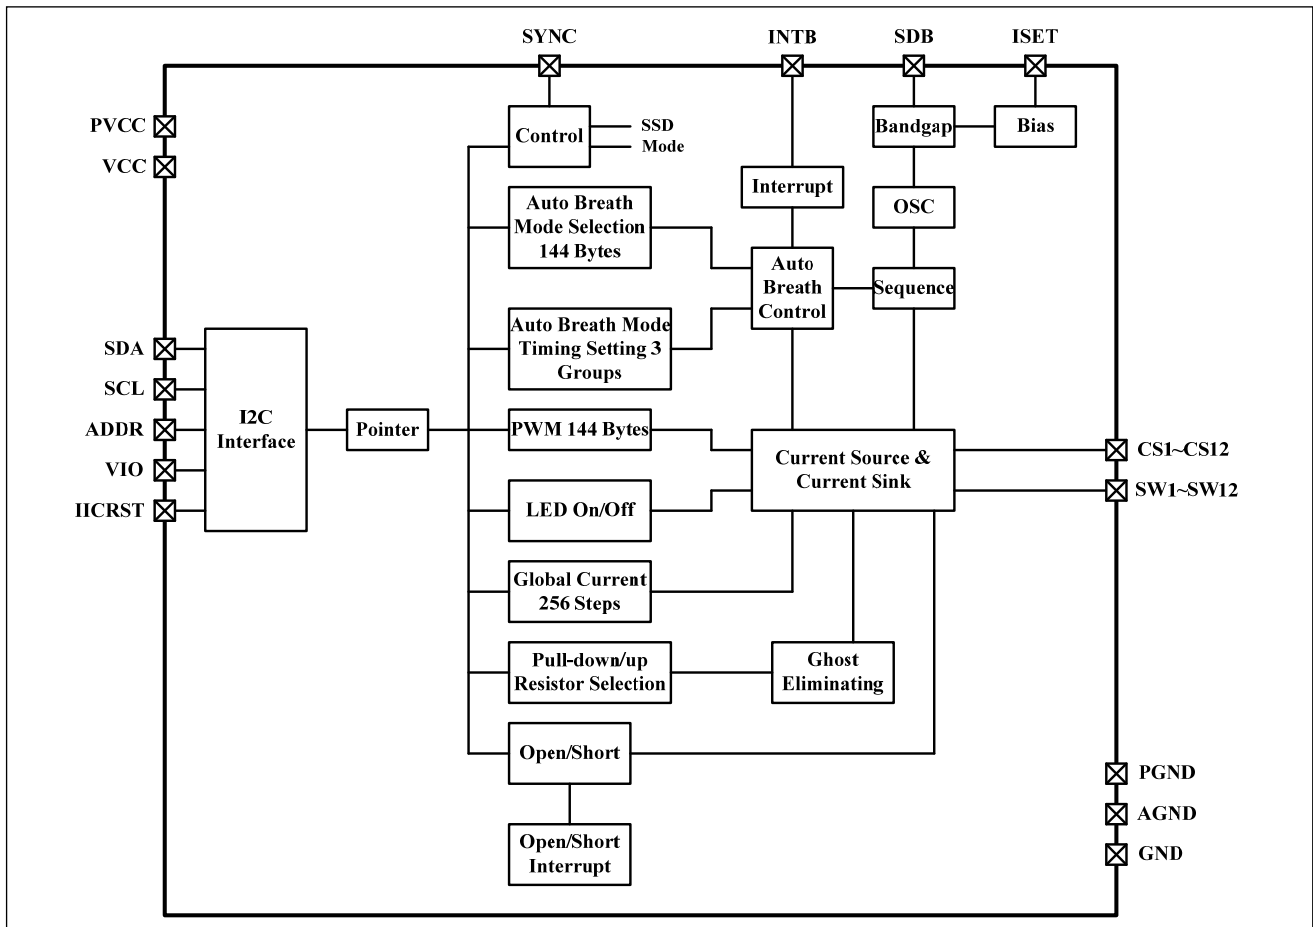 SYNC
INTB
SDB
ISET
PVCC
VCC
Control
SSD
Mode
Bandgap
Bias
Interrupt
OSC
Auto Breath
Mode Selection
144 Bytes
Auto
Breath
Control
Sequence
Auto Breath Mode
Timing Setting 3
Groups
SDA
SCL
ADDR
VIO
IICRST
I2C
Interface
Pointer
PWM 144 Bytes
Current Source &
Current Sink
CS1~CS12
SW1~SW12
LED On/Off
Global Current
256 Steps
Pull-down/up
Resistor Selection
Ghost
Eliminating
Open/Short
Open/Short
Interrupt
PGND
AGND
GND